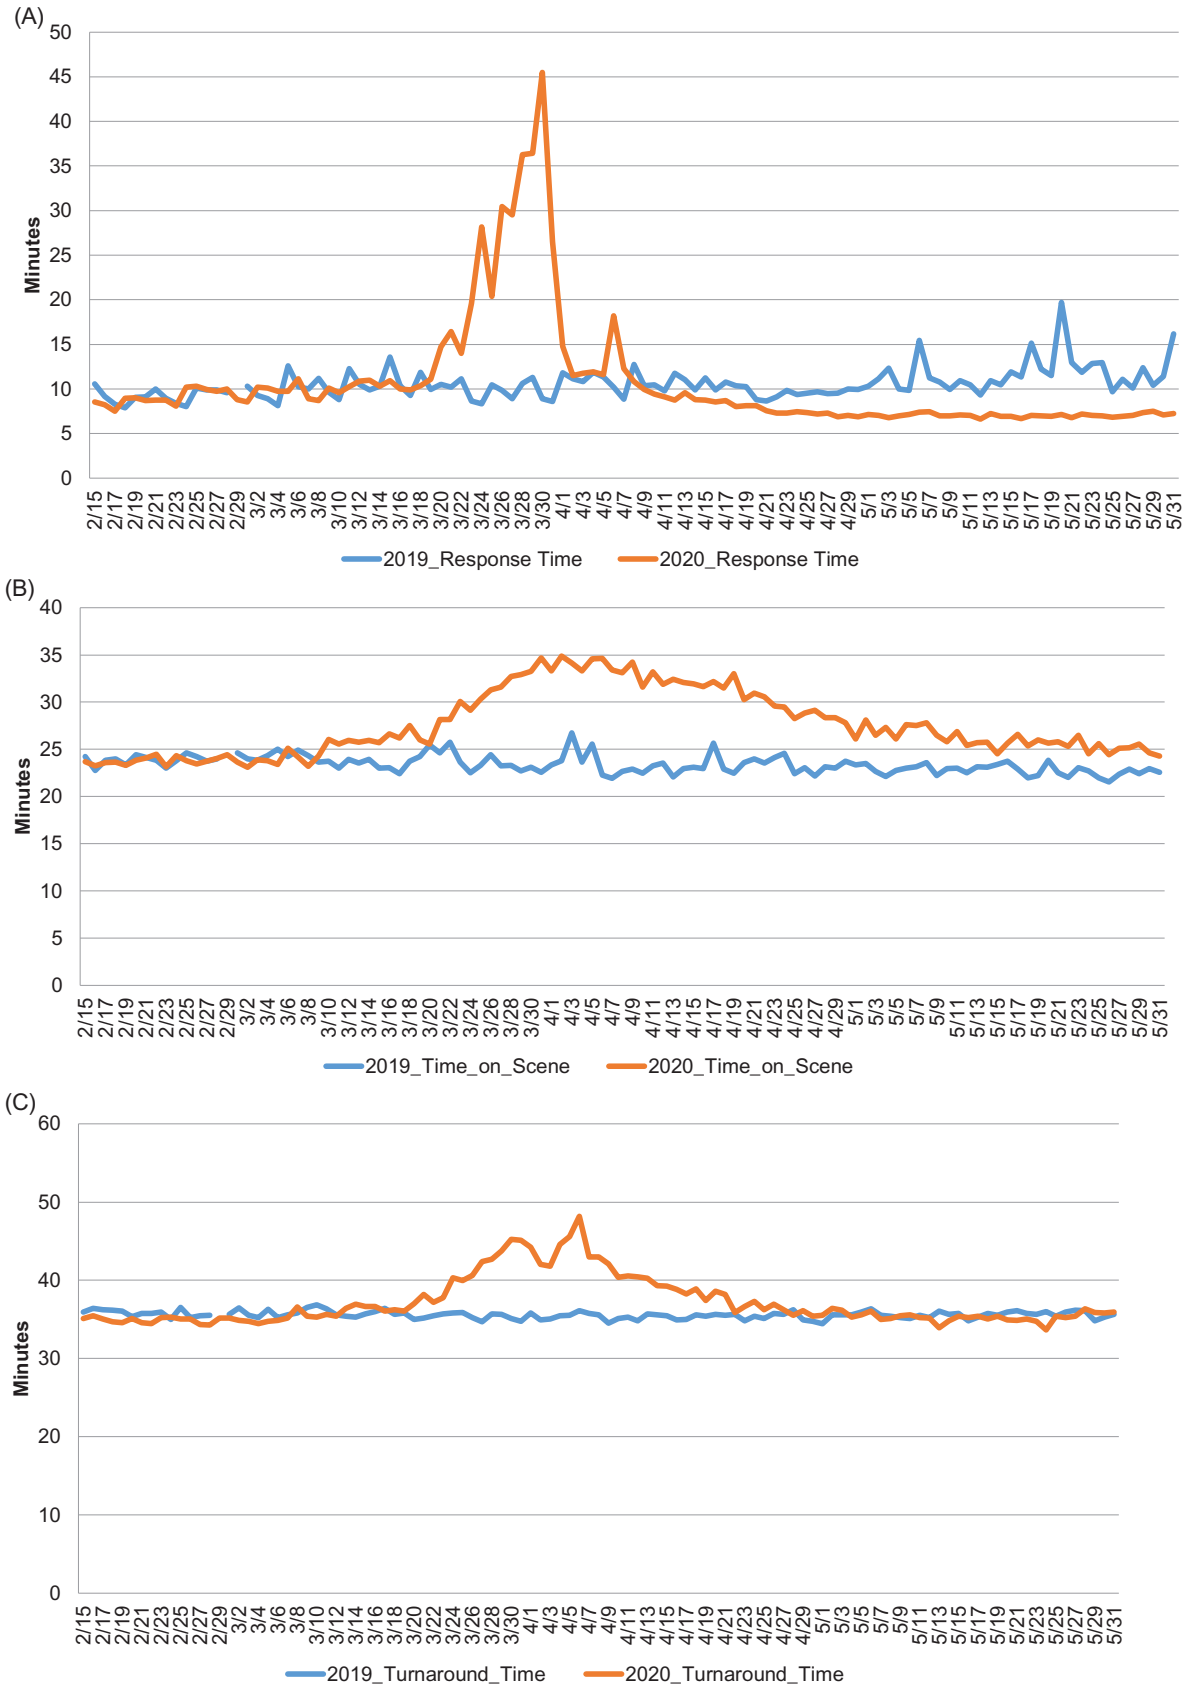 (A)
50
45
40
35
30
25
20
15
10
5
0
Minutes
2/15 2/17 2/19 2/21 2/23 2/25 2/27 2/29 3/2 3/4 3/6 3/8 3/10 3/12 3/14 3/16 3/18 3/20 3/22 3/24 3/26 3/28 3/30 4/1 4/3 4/5 4/7 4/9 4/11 4/13 4/15 4/17 4/19 4/21 4/23 4/25 4/27 4/29 5/1 5/3 5/5 5/7 5/9 5/11 5/13 5/15 5/17 5/19 5/21 5/23 5/25 5/27 5/29 5/31
2019_Response Time 2020_Response Time
(B)
40
35
30
25
20
15
10
5
0
Minutes
2/15 2/17 2/19 2/21 2/23 2/25 2/27 2/29 3/2 3/4 3/6 3/8 3/10 3/12 3/14 3/16 3/18 3/20 3/22 3/24 3/26 3/28 3/30 4/1 4/3 4/5 4/7 4/9 4/11 4/13 4/15 4/17 4/19 4/21 4/23 4/25 4/27 4/29 5/1 5/3 5/5 5/7 5/9 5/11 5/13 5/15 5/17 5/19 5/21 5/23 5/25 5/27 5/29 5/31
2019_Time_on_Scene 2020_Time_on_Scene
(C)
60
50
40
30
20
10
0
Minutes
2/15 2/17 2/19 2/21 2/23 2/25 2/27 2/29 3/2 3/4 3/6 3/8 3/10 3/12 3/14 3/16 3/18 3/20 3/22 3/24 3/26 3/28 3/30 4/1 4/3 4/5 4/7 4/9 4/11 4/13 4/15 4/17 4/19 4/21 4/23 4/25 4/27 4/29 5/1 5/3 5/5 5/7 5/9 5/11 5/13 5/15 5/17 5/19 5/21 5/23 5/25 5/27 5/29 5/31
2019_Turnaround_Time 2020_Turnaround_Time